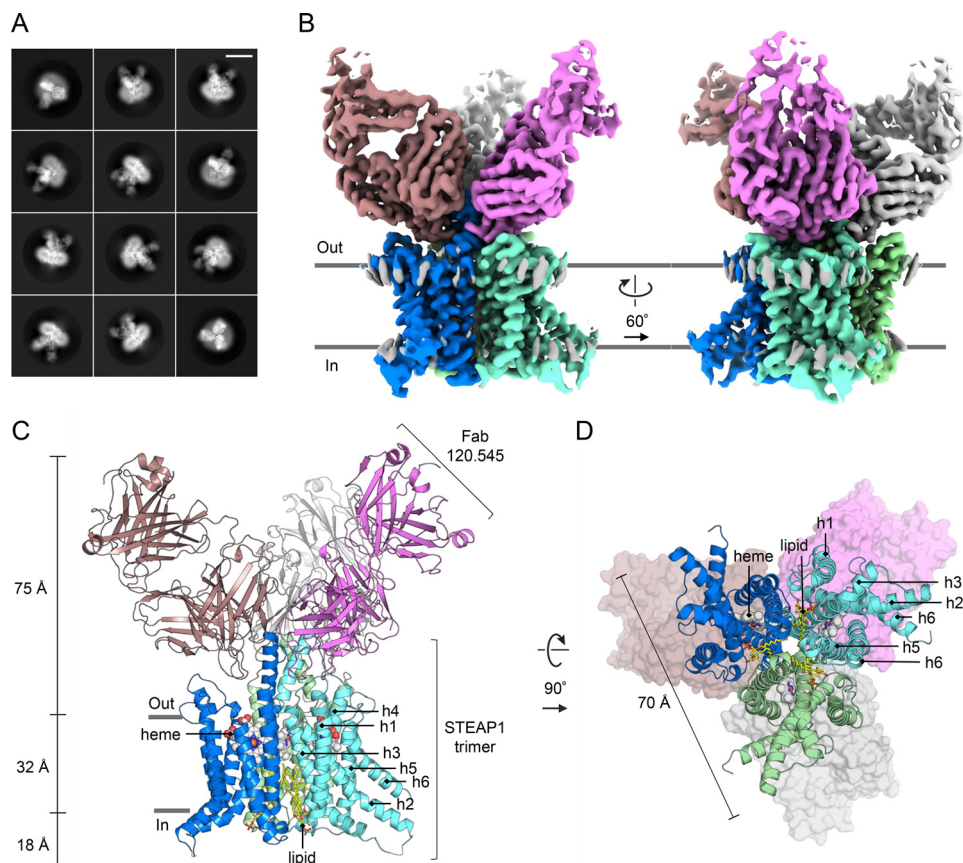 A
B
Out
In
60°
C
Fab
120.545
75 Å
Out
heme
In
32 Å
18 Å
h4
h1
h3
h5
h6
h2
lipid
STEAP1
trimer
90°
D
h1
lipid
heme
h3
h2
h6
h5
h6
70 Å